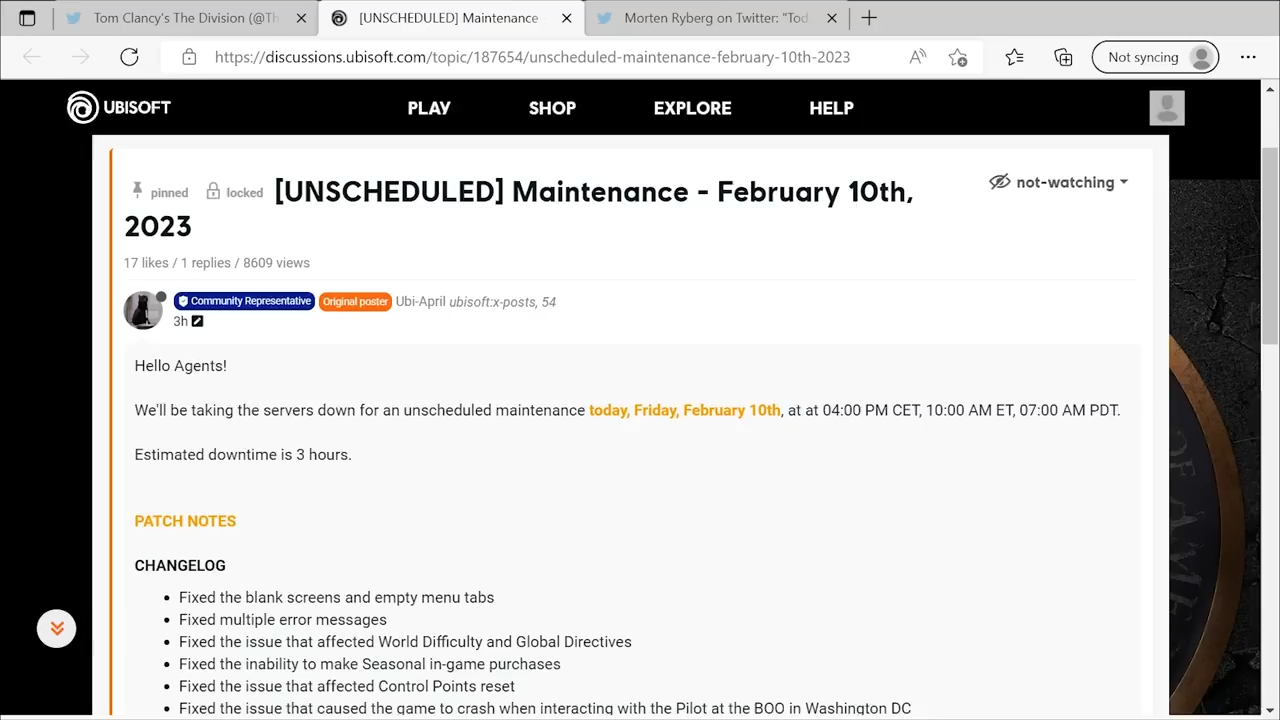 Tom Clancy's The Division (@Th
[UNSCHEDULED] Maintenance
Morten Ryberg on Twitter: "Tod
https://discussions.ubisoft.com/topic/187654/unscheduled-maintenance-february-10th-2023
Not syncing
UBISOFT
PLAY
SHOP
EXPLORE
HELP
pinned locked [UNSCHEDULED] Maintenance - February 10th,
2023
not-watching
17 likes / 1 replies / 8609 views
Community Representative Original poster Ubi-April ubisoft:x-posts, 54
3h
Hello Agents!
We'll be taking the servers down for an unscheduled maintenance today, Friday, February 10th, at at 04:00 PM CET, 10:00 AM ET, 07:00 AM PDT.
Estimated downtime is 3 hours.
PATCH NOTES
CHANGELOG
• Fixed the blank screens and empty menu tabs
• Fixed multiple error messages
• Fixed the issue that affected World Difficulty and Global Directives
• Fixed the inability to make Seasonal in-game purchases
• Fixed the issue that affected Control Points reset
• Fixed the issue that caused the game to crash when interacting with the Pilot at the BOO in Washington DC